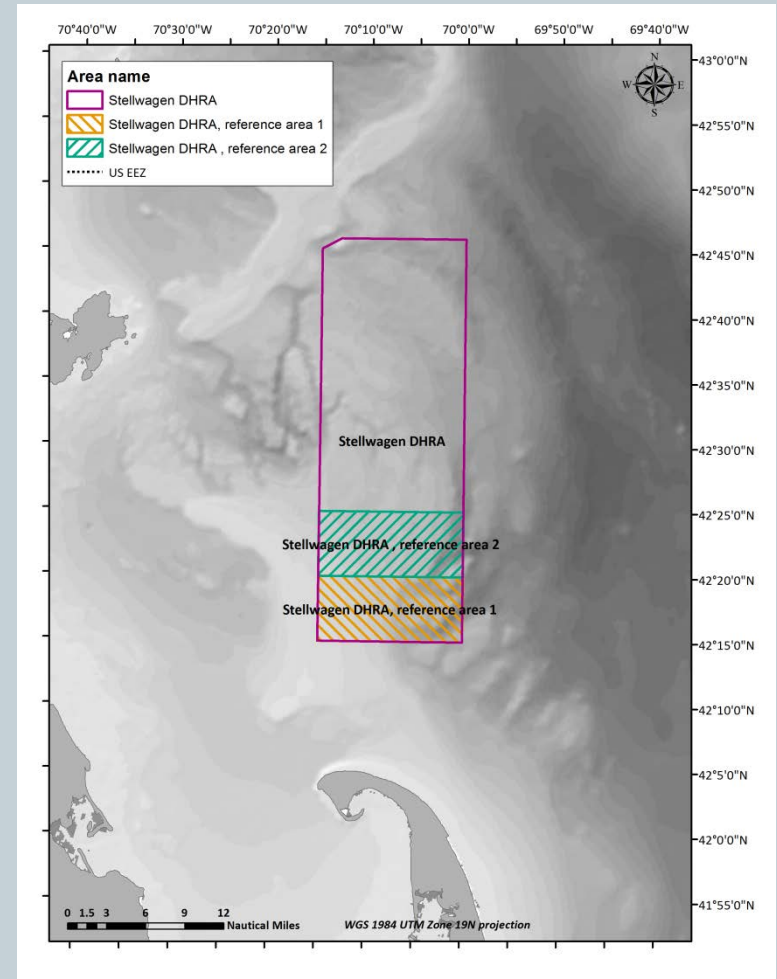 70°40'0"W 70°30'0"W 70°20'0"W 70°10'0"W 70°0'0"W 69°50'0"W 69°40'0"W
Area name
Stellwagen DHRA
Stellwagen DHRA, reference area 1
Stellwagen DHRA , reference area 2
US EEZ
N
W E
S
43°0'0"N
42°55'0"N
42°50'0"N
42°45'0"N
42°40'0"N
42°35'0"N
42°30'0"N
42°25'0"N
42°20'0"N
42°15'0"N
42°10'0"N
42°5'0"N
42°0'0"N
41°55'0"N
Stellwagen DHRA
Stellwagen DHRA , reference area 2
Stellwagen DHRA, reference area 1
0 1.5 3 6 9 12
Nautical Miles
WGS 1984 UTM Zone 19N projection